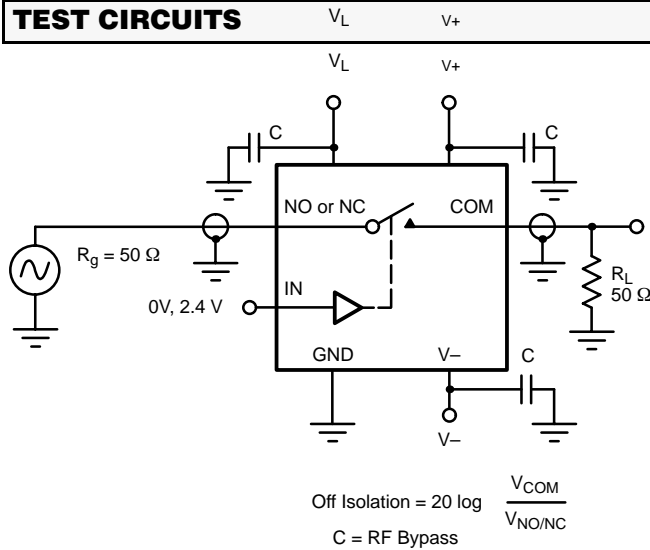 TEST CIRCUITS
VL V+
VL V+
C C
NO or NC COM
Rg = 50 Ω
RL
50 Ω
IN
0V, 2.4 V
GND V–
C
V–
Off Isolation = 20 log VCOM
VNO/NC
C = RF Bypass